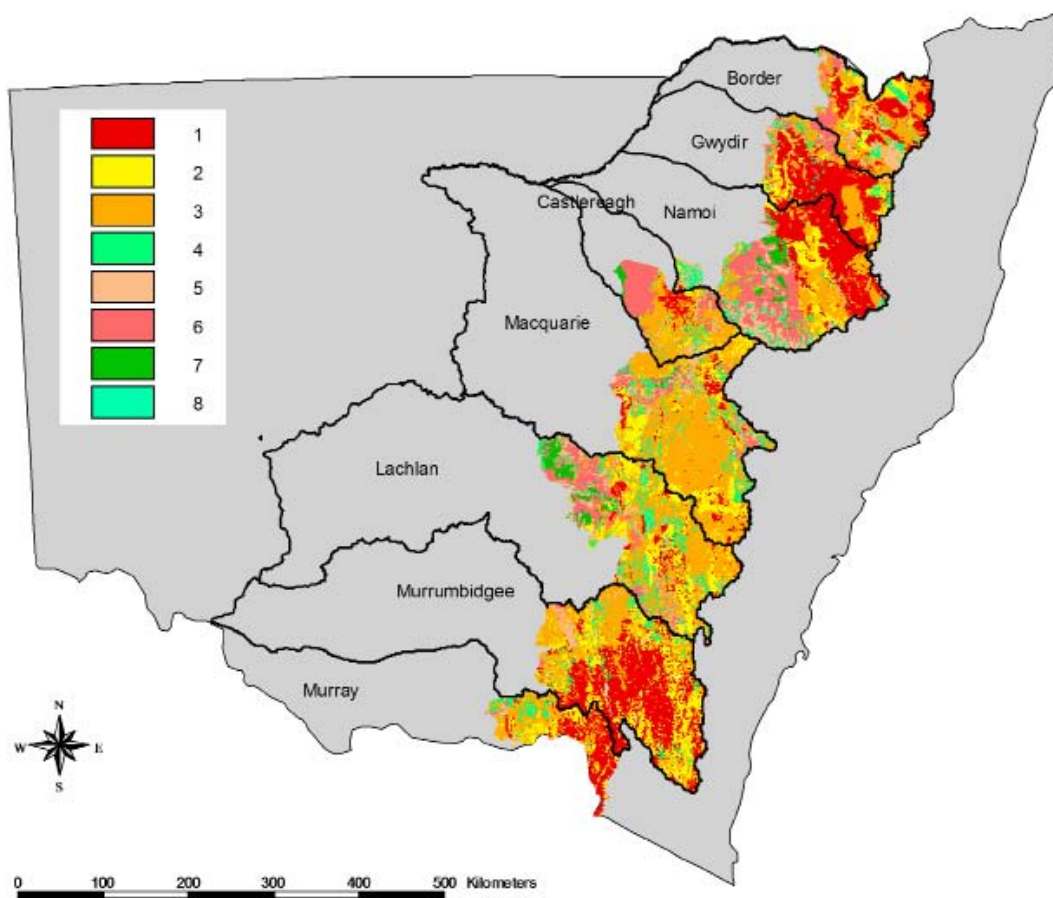 Border
Gwydir
Castlereagh
Namoi
Macquarie
Lachlan
Murrumbidgee
Murray
1
2
3
4
5
6
7
8
N
W E
S
0 100 200 300 400 500 Kilometers